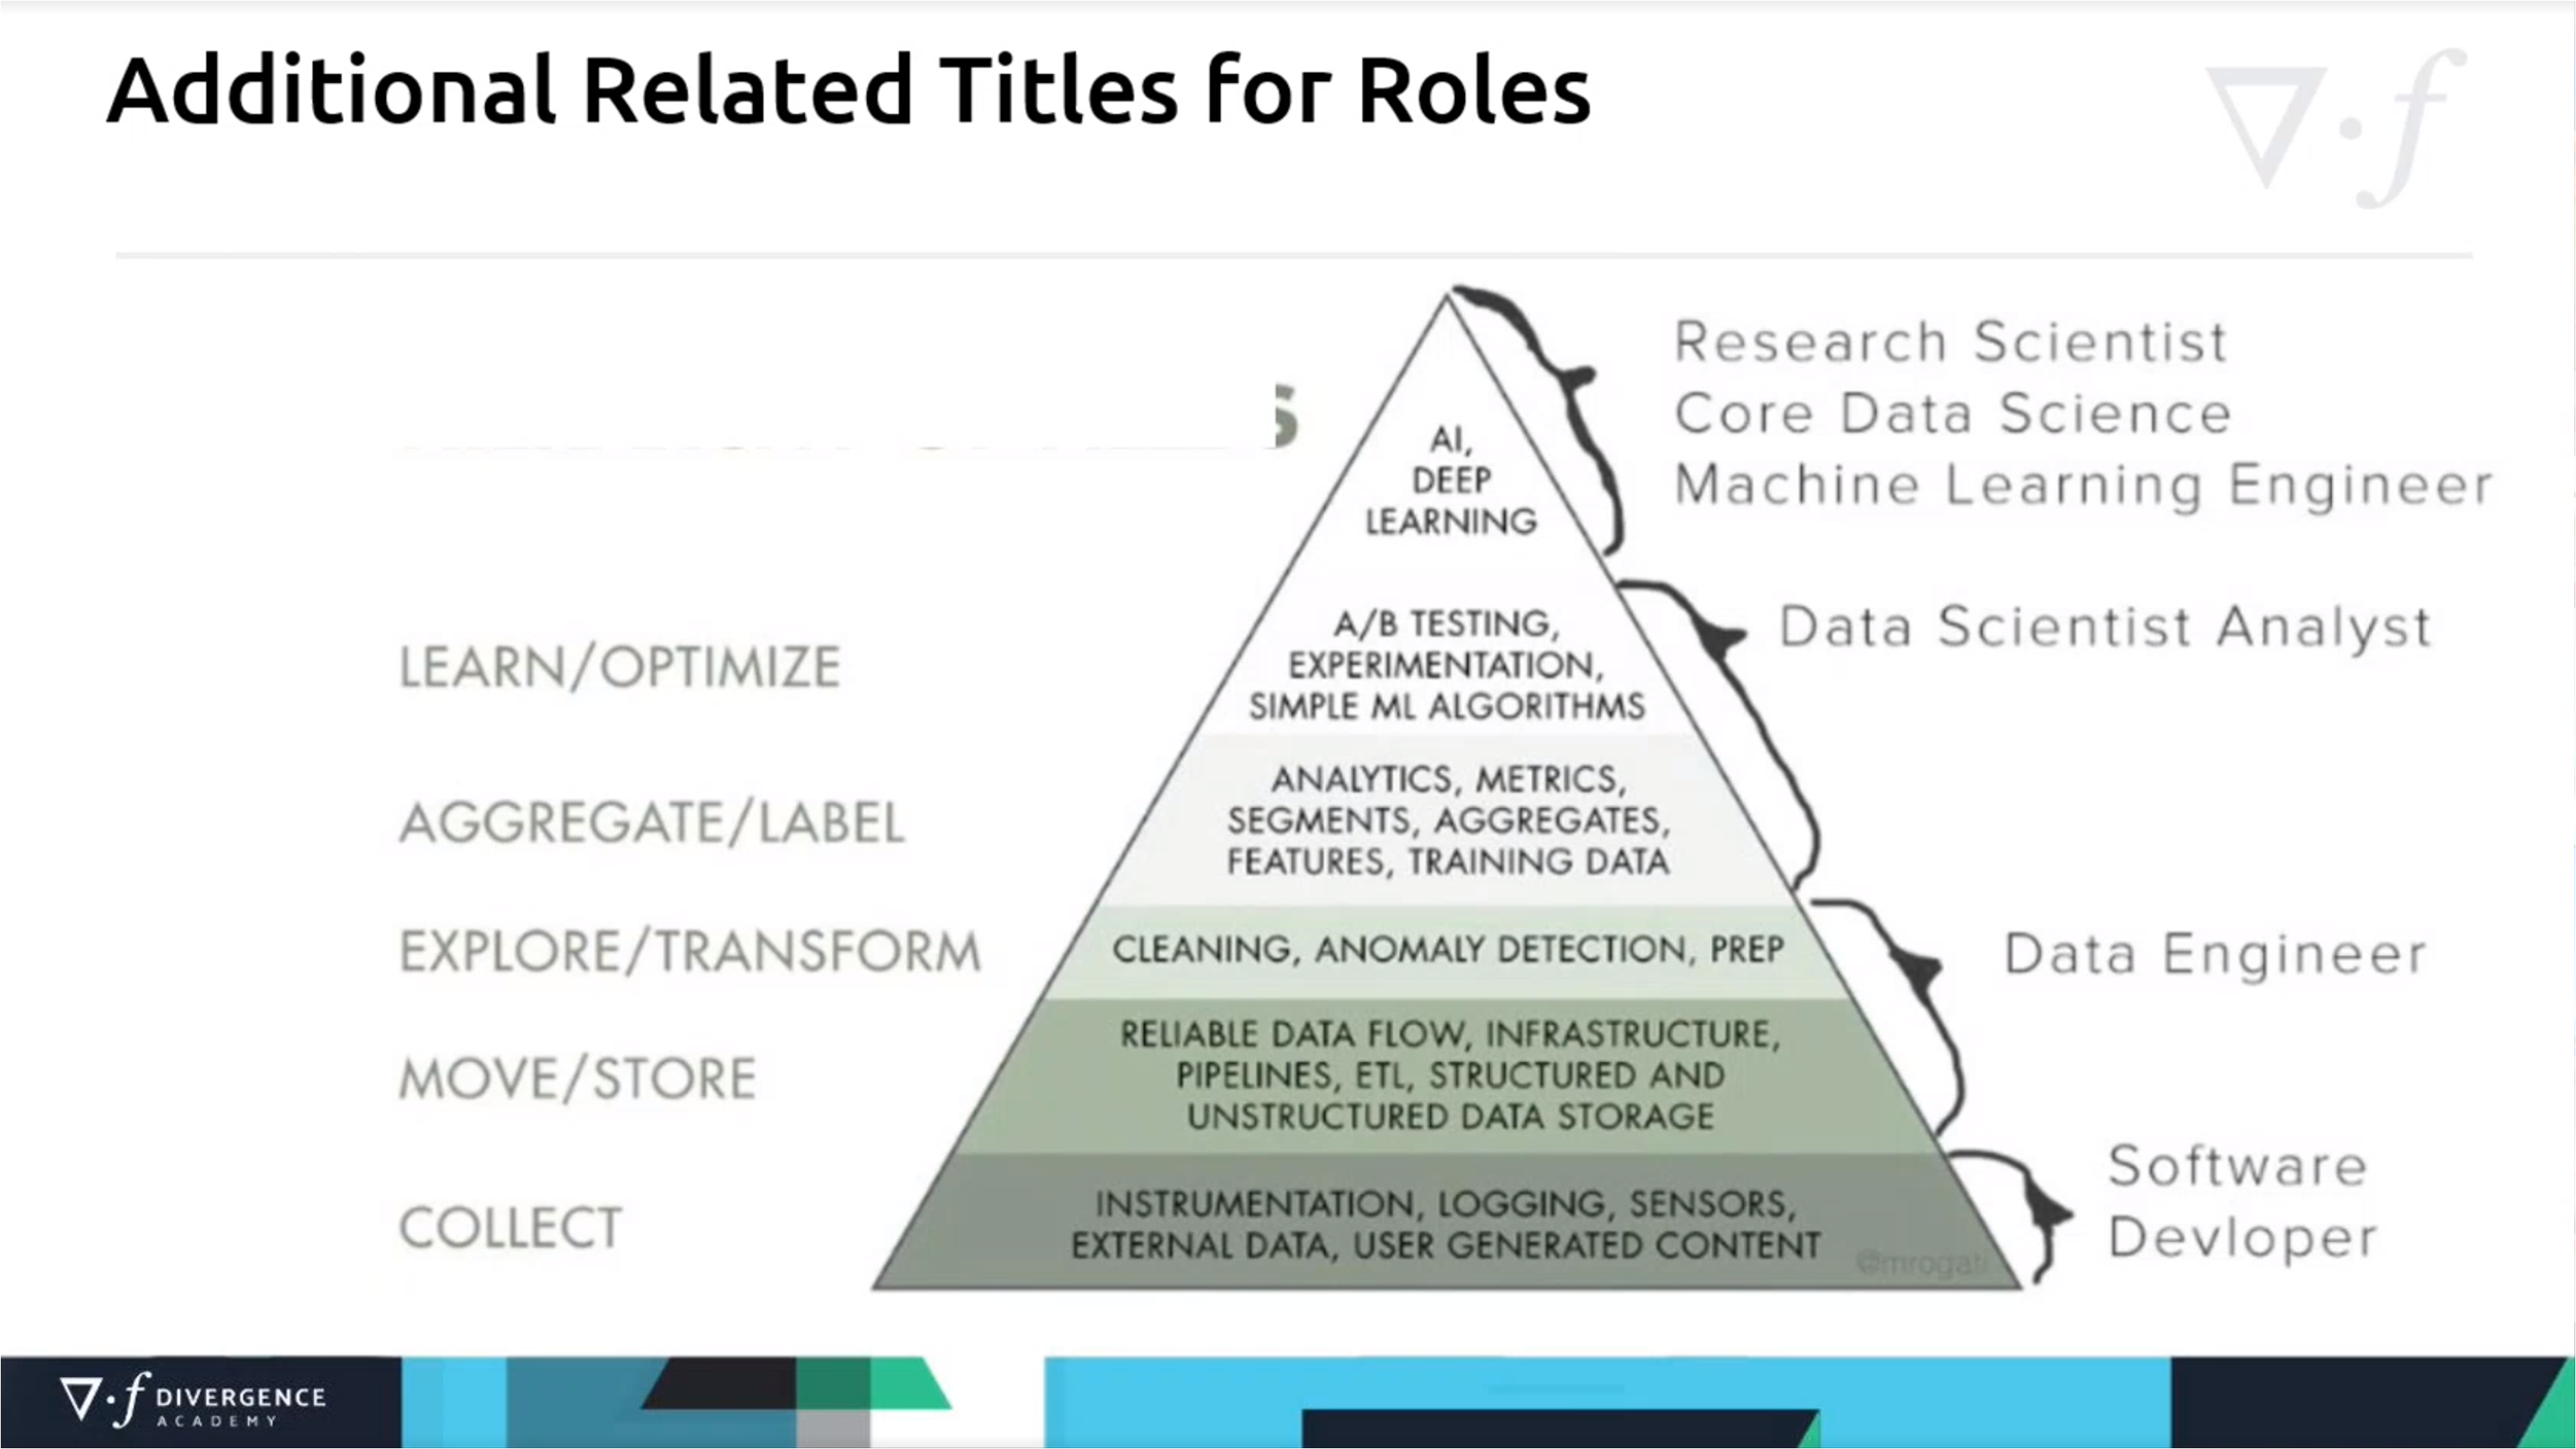 Additional Related Titles for Roles
∇·f
S
AI,
DEEP
LEARNING
Research Scientist
Core Data Science
Machine Learning Engineer
LEARN/OPTIMIZE
A/B TESTING,
EXPERIMENTATION,
SIMPLE ML ALGORITHMS
Data Scientist Analyst
AGGREGATE/LABEL
ANALYTICS, METRICS,
SEGMENTS, AGGREGATES,
FEATURES, TRAINING DATA
EXPLORE/TRANSFORM
CLEANING, ANOMALY DETECTION, PREP
Data Engineer
MOVE/STORE
RELIABLE DATA FLOW, INFRASTRUCTURE,
PIPELINES, ETL, STRUCTURED AND
UNSTRUCTURED DATA STORAGE
COLLECT
INSTRUMENTATION, LOGGING, SENSORS,
EXTERNAL DATA, USER GENERATED CONTENT
@mrogati
Software
Devloper
∇·f DIVERGENCE
ACADEMY